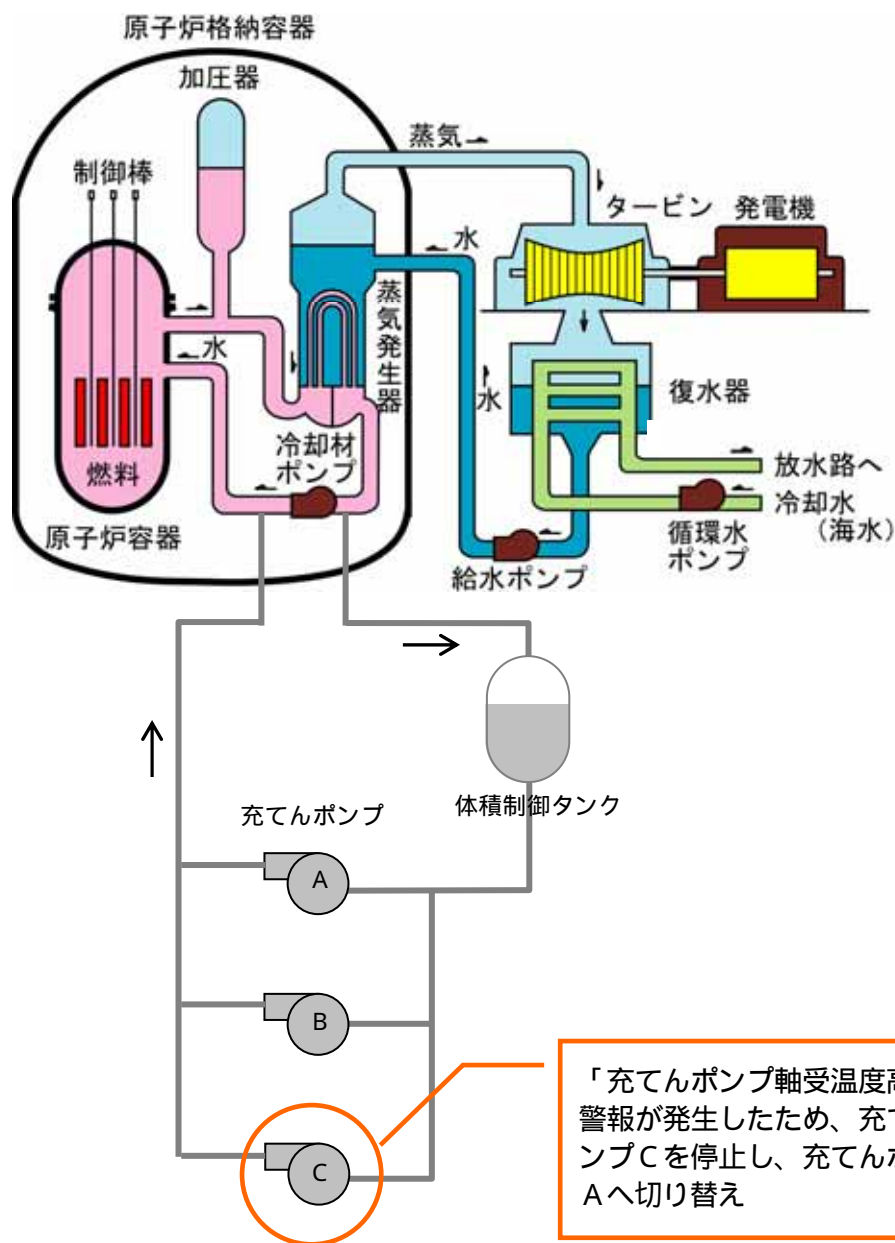 原子炉格納容器
加圧器
制御棒
蒸気
タービン
発電機
水
蒸気発生器
水
水
復水器
冷却材
ポンプ
燃料
原子炉容器
放水路へ
冷却水
(海水)
循環水
ポンプ
給水ポンプ
体積制御タンク
充てんポンプ
A
B
C
「充てんポンプ軸受温度高
警報が発生したため、充て
ンプCを停止し、充てんポ
Aへ切り替え